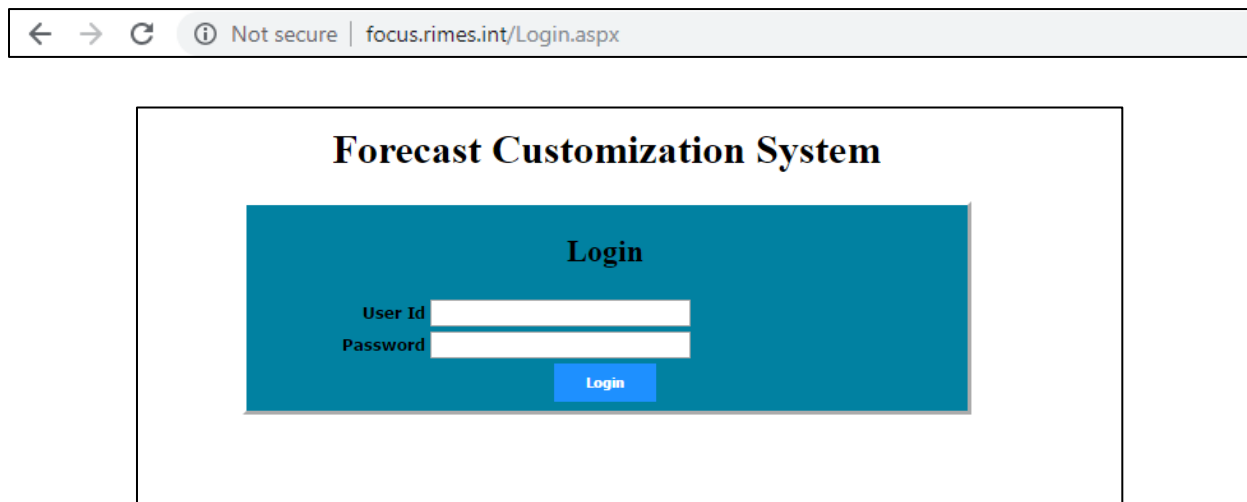 Not secure | focus.rimes.int/Login.aspx
Forecast Customization System
Login
User Id
Password
Login